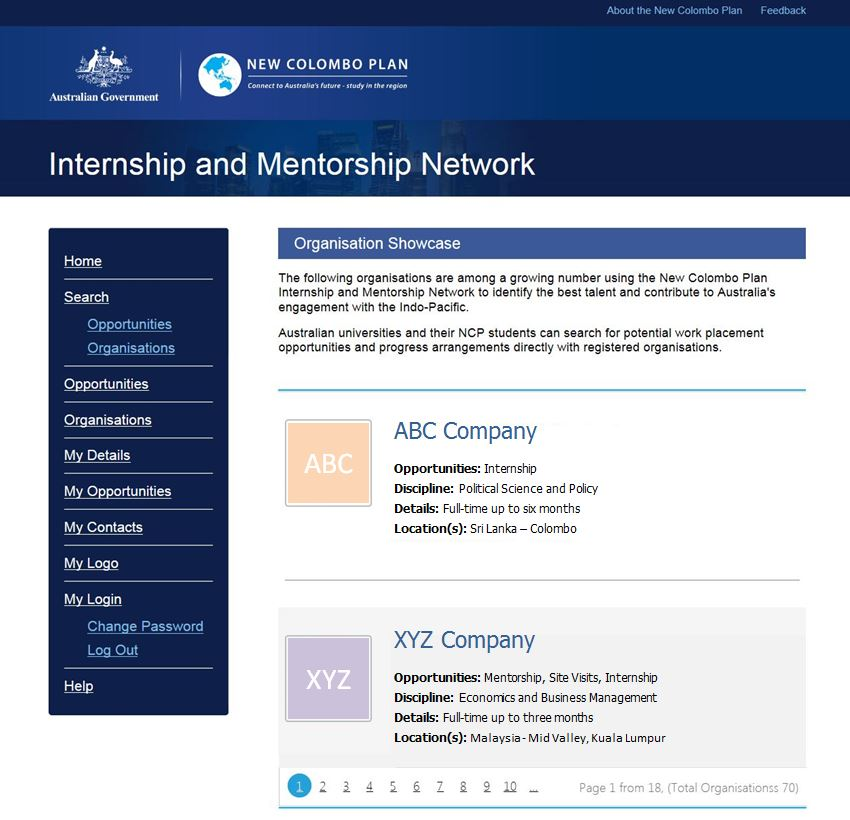 About the New Colombo Plan Feedback
Australian Government
NEW COLOMBO PLAN
Connect to Australia's future - study in the region
Internship and Mentorship Network
Home
Search
Opportunities
Organisations
Opportunities
Organisations
My Details
My Opportunities
My Contacts
My Logo
My Login
Change Password
Log Out
Help
Organisation Showcase
The following organisations are among a growing number using the New Colombo Plan
Internship and Mentorship Network to identify the best talent and contribute to Australia's
engagement with the Indo-Pacific.
Australian universities and their NCP students can search for potential work placement
opportunities and progress arrangements directly with registered organisations.
ABC
ABC Company
Opportunities: Internship
Discipline: Political Science and Policy
Details: Full-time up to six months
Location(s): Sri Lanka – Colombo
XYZ
XYZ Company
Opportunities: Mentorship, Site Visits, Internship
Discipline: Economics and Business Management
Details: Full-time up to three months
Location(s): Malaysia- Mid Valley, Kuala Lumpur
1 2 3 4 5 6 7 8 9 10 ... Page 1 from 18, (Total Organisationss 70)